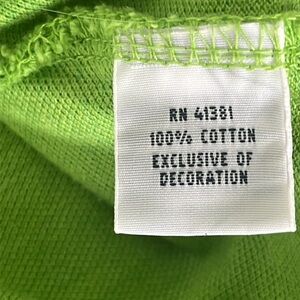 RN 41381
100% COTTON
EXCLUSIVE OF
DECORATION